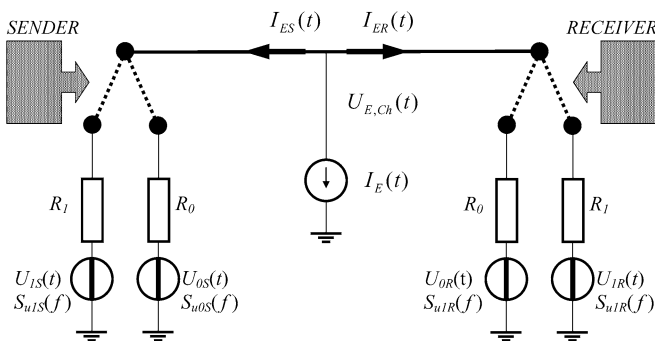 SENDER
I_ES(t)
I_ER(t)
RECEIVER
U_E,Ch(t)
I_E(t)
R_1
R_0
R_0
R_1
U_1S(t)
S_u1S(f)
U_0S(t)
S_u0S(f)
U_0R(t)
S_u1R(f)
U_1R(t)
S_u1R(f)